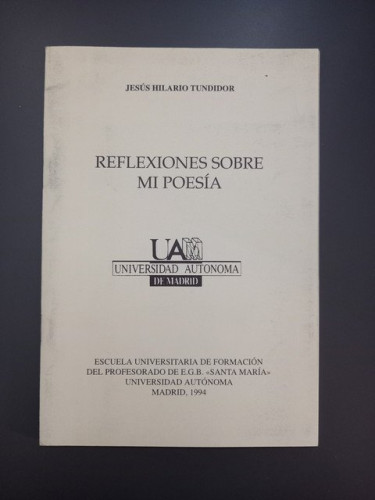 JESÚS HILARIO TUNDIDOR
REFLEXIONES SOBRE
MI POESÍA
UAM
UNIVERSIDAD AUTONOMA
DE MADRID
ESCUELA UNIVERSITARIA DE FORMACIÓN
DEL PROFESORADO DE E.G.B. «SANTA MARÍA»
UNIVERSIDAD AUTÓNOMA
MADRID, 1994